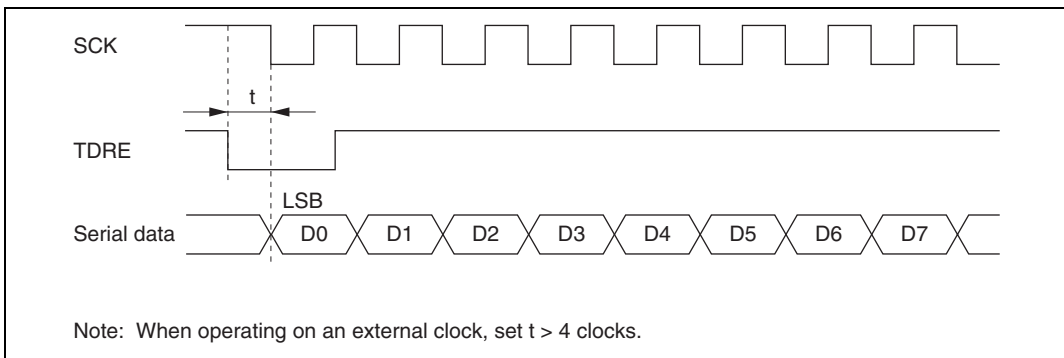 SCK
t
TDRE
LSB
Serial data D0 D1 D2 D3 D4 D5 D6 D7
Note: When operating on an external clock, set t > 4 clocks.